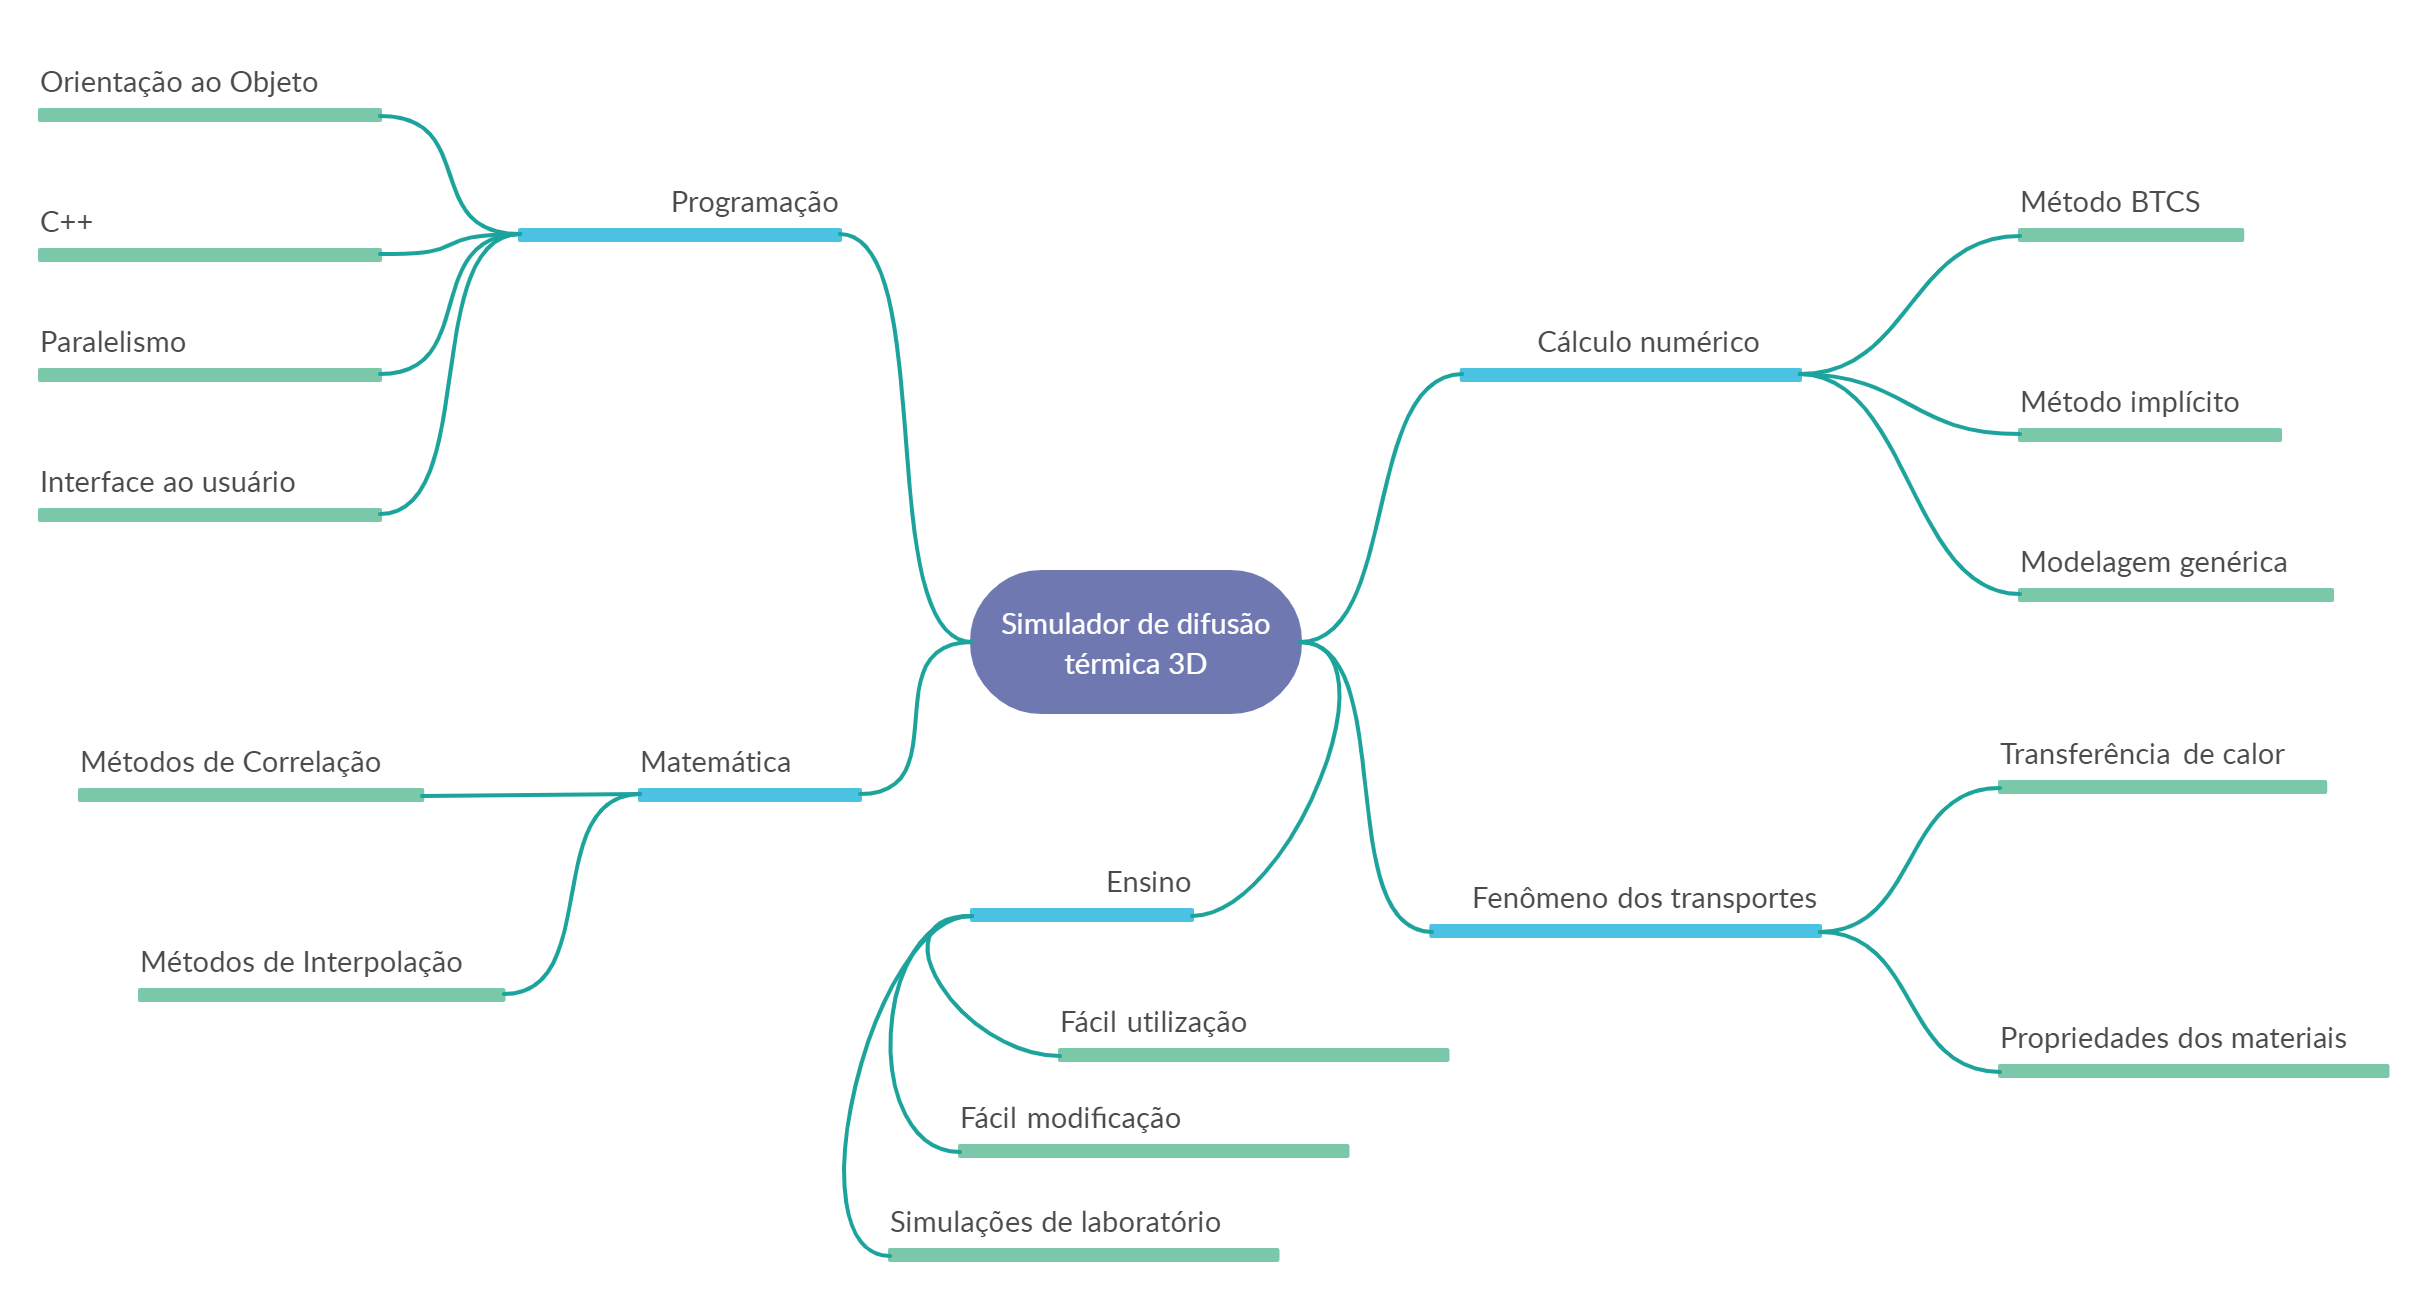 Orientação ao Objeto
C++
Paralelismo
Interface ao usuário
Programação
Métodos de Correlação
Métodos de Interpolação
Matemática
Simulador de difusão
térmica 3D
Cálculo numérico
Método BTCS
Método implícito
Modelagem genérica
Ensino
Fácil utilização
Fácil modificação
Simulações de laboratório
Fenômeno dos transportes
Transferência de calor
Propriedades dos materiais